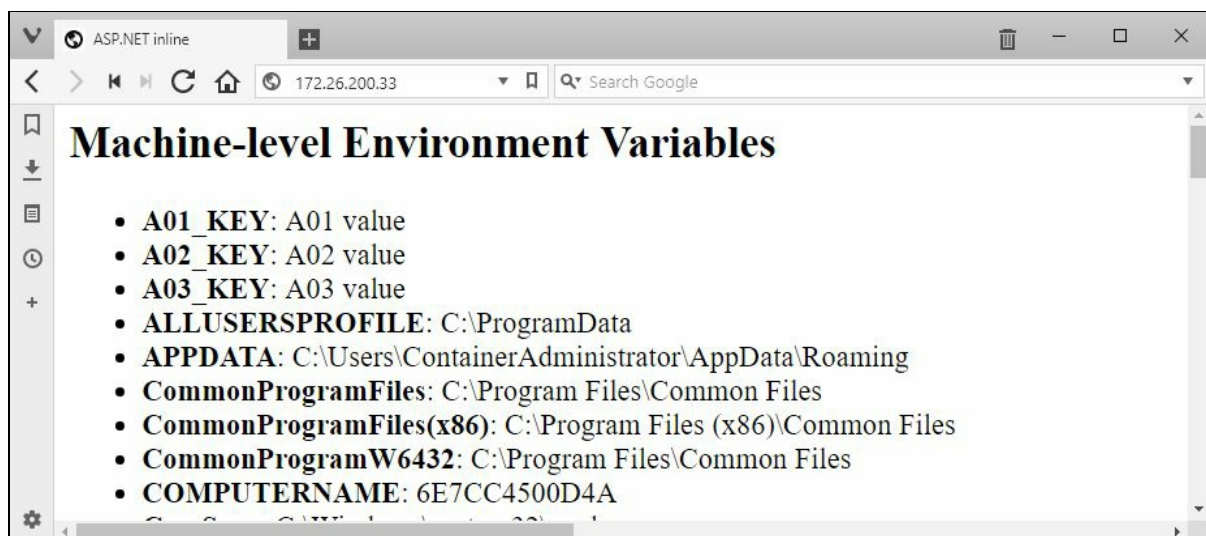 ASP.NET inline
172.26.200.33
Search Google
Machine-level Environment Variables
A01_KEY: A01 value
A02_KEY: A02 value
A03_KEY: A03 value
ALLUSERSPROFILE: C:\ProgramData
APPDATA: C:\Users\ContainerAdministrator\AppData\Roaming
CommonProgramFiles: C:\Program Files\Common Files
CommonProgramFiles(x86): C:\Program Files (x86)\Common Files
CommonProgramW6432: C:\Program Files\Common Files
COMPUTERNAME: 6E7CC4500D4A